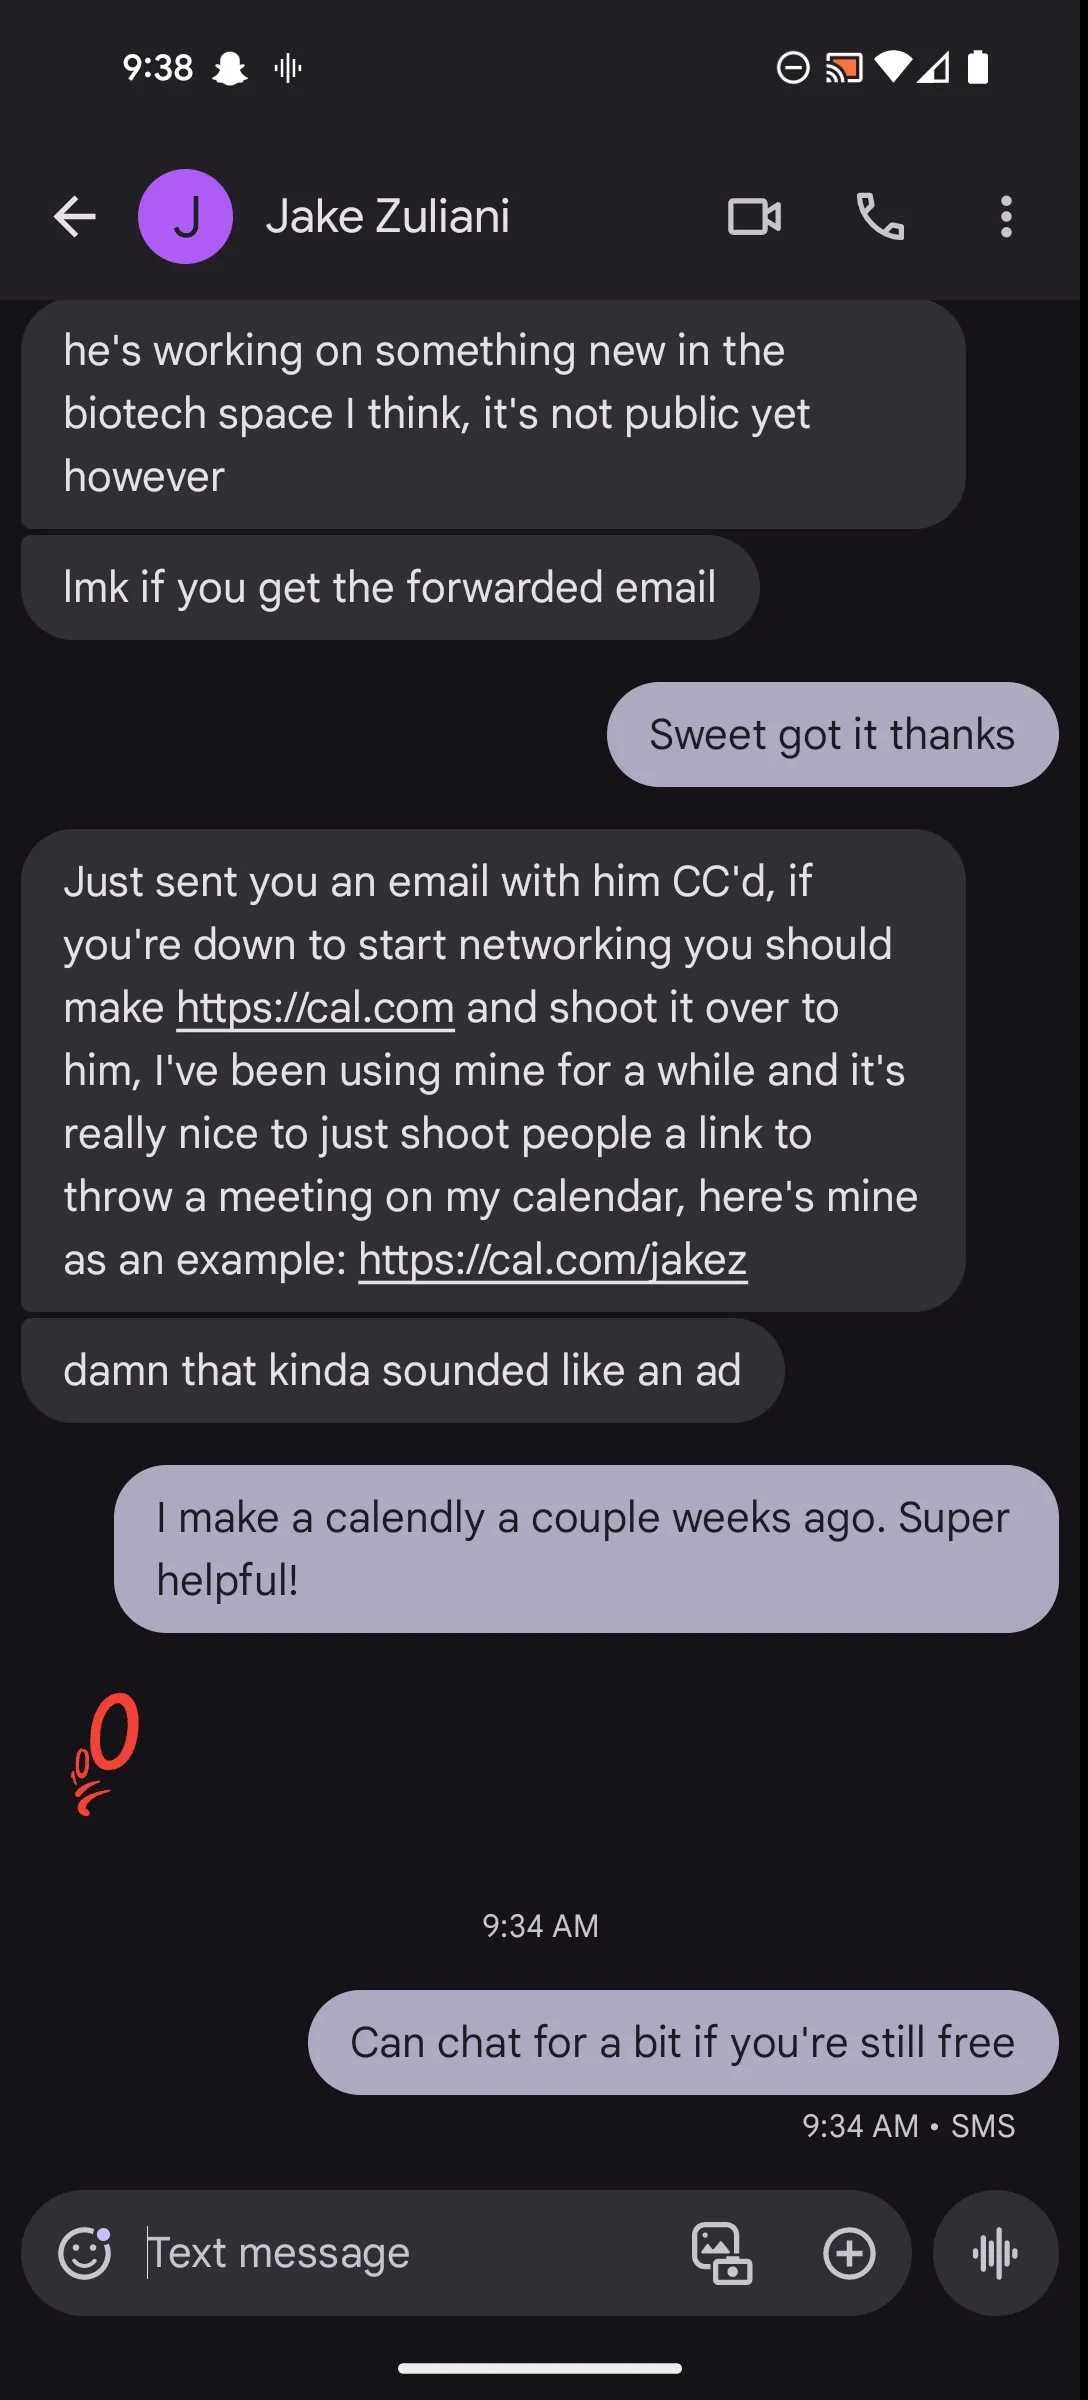 9:38
J
Jake Zuliani
he's working on something new in the
biotech space I think, it's not public yet
however
lmk if you get the forwarded email
Sweet got it thanks
Just sent you an email with him CC'd, if
you're down to start networking you should
make https://cal.com and shoot it over to
him, I've been using mine for a while and it's
really nice to just shoot people a link to
throw a meeting on my calendar, here's mine
as an example: https://cal.com/jakez
damn that kinda sounded like an ad
I make a calendly a couple weeks ago. Super
helpful!
100
9:34 AM
Can chat for a bit if you're still free
9:34 AM • SMS
Text message